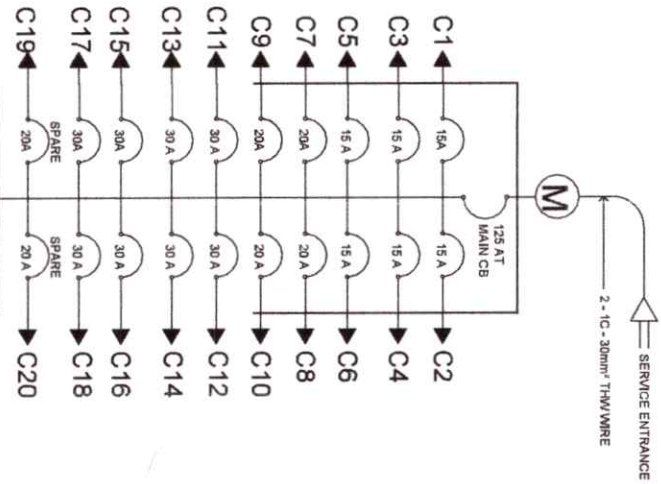 SERVICE ENTRANCE
2 - 1C - 30mm² THW WIRE
M
125 AT
MAIN CB
C1 15A 15 A C2
C3 15 A 15 A C4
C5 15 A 15 A C6
C7 20A 20 A C8
C9 20A 20 A C10
C11 30 A 30 A C12
C13 30 A 30 A C14
C15 30A 30 A C16
C17 30A 30 A C18
SPARE SPARE
C19 20A 20 A C20